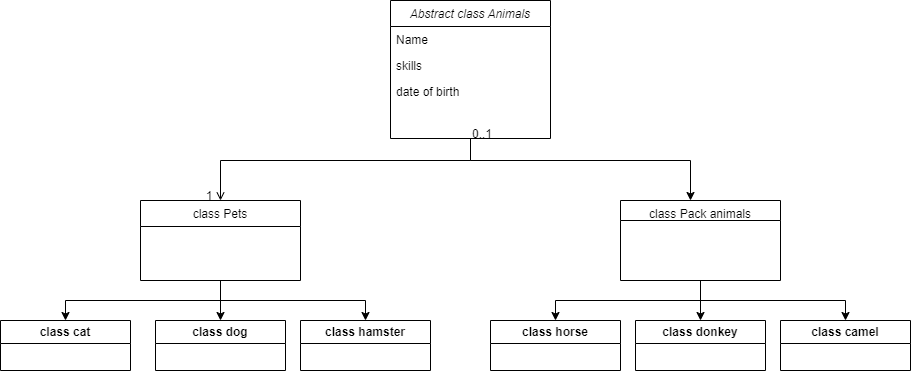 Abstract class Animals
Name
skills
date of birth
0..1
1
class Pets
class Pack animals
class cat
class dog
class hamster
class horse
class donkey
class camel